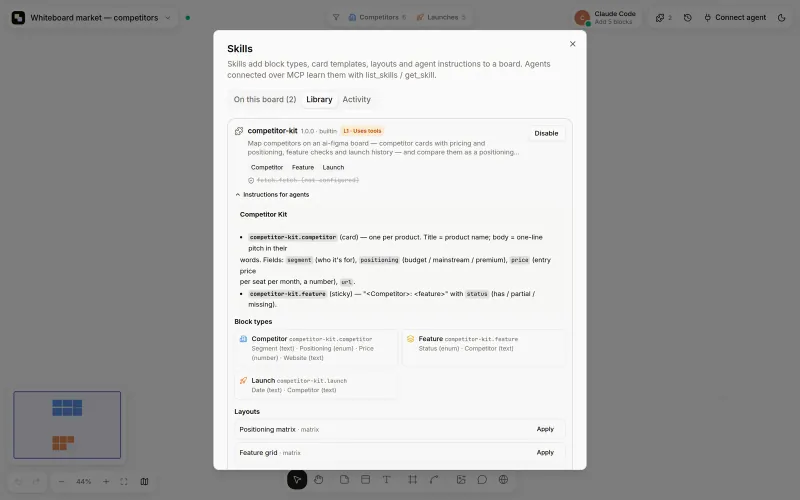 Whiteboard market — competitors
Competitors 6
Launches 5
Claude Code
Add 5 Blocks
2
Connect agent
Skills
Skills add block types, card templates, layouts and agent instructions to a board. Agents
connected over MCP learn them with list_skills / get_skill.
On this board (2)
Library
Activity
competitor-kit 1.0.0 · builtin L1 · Uses tools
Disable
Map competitors on an ai-figma board — competitor cards with pricing and
positioning, feature checks and launch history — and compare them as a positioning...
Competitor
Feature
Launch
fetch.fetch (not configured)
Instructions for agents
Competitor Kit
• competitor-kit.competitor (card) — one per product. Title = product name; body = one-line
pitch in their
words. Fields: segment (who it's for), positioning (budget / mainstream / premium), price (entry
price
per seat per month, a number), url.
• competitor-kit.feature (sticky) — "<Competitor>: <feature>" with status (has / partial /
missing).
Block types
Competitor competitor-kit.competitor
Segment (text) · Positioning (enum) · Price
(number) · Website (text)
Feature competitor-kit.feature
Status (enum) · Competitor (text)
Launch competitor-kit.launch
Date (text) · Competitor (text)
Layouts
Positioning matrix · matrix
Apply
Feature grid · matrix
Apply
44%